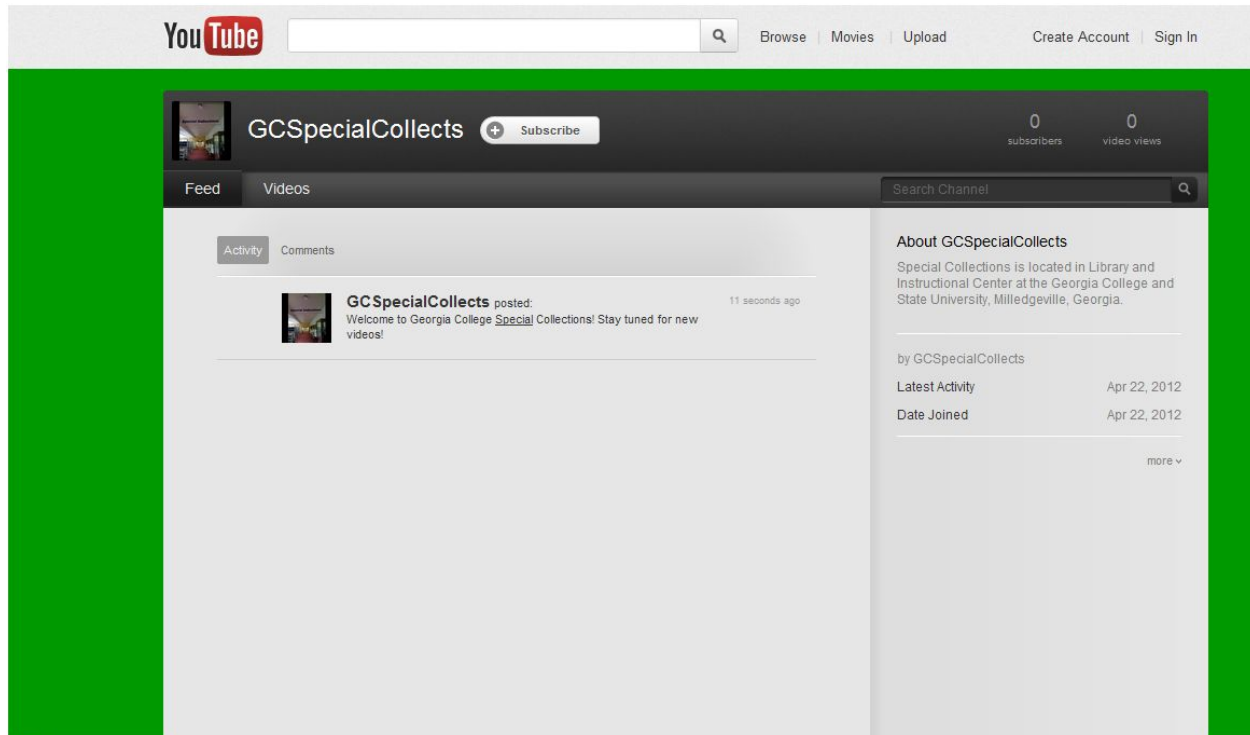 YouTube
Browse Movies Upload Create Account Sign In
GCSpecialCollects Subscribe
0 0
subscribers video views
Feed Videos
Search Channel
Activity Comments
GCSpecialCollects posted: 11 seconds ago
Welcome to Georgia College Special Collections! Stay tuned for new
videos!
About GCSpecialCollects
Special Collections is located in Library and
Instructional Center at the Georgia College and
State University, Milledgeville, Georgia.
by GCSpecialCollects
Latest Activity Apr 22, 2012
Date Joined Apr 22, 2012
more